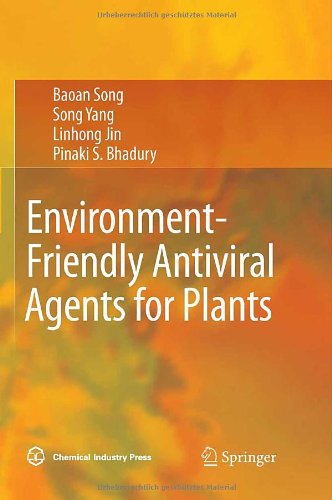 Urheberrechtlich geschütztes Material
Baoan Song
Song Yang
Linhong Jin
Pinaki S. Bhadury
Environment-
Friendly Antiviral
Agents for Plants
Chemical Industry Press
Springer
Urheberrechtlich geschütztes Material